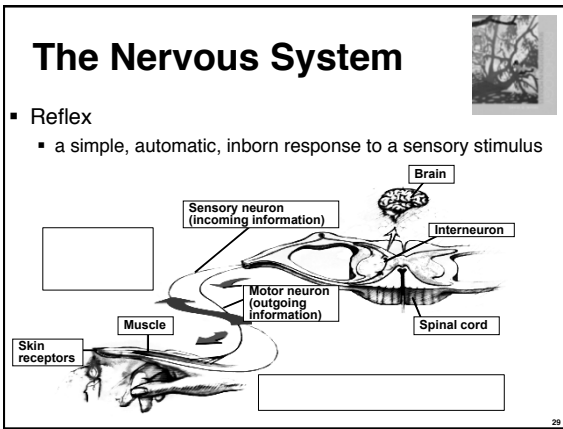 The Nervous System
▪ Reflex
▪ a simple, automatic, inborn response to a sensory stimulus
Brain
Sensory neuron
(incoming information)
Interneuron
Motor neuron
(outgoing
information)
Muscle
Spinal cord
Skin
receptors
29